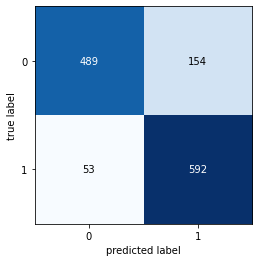 0
489 154
true label
1
53 592
0 1
predicted label